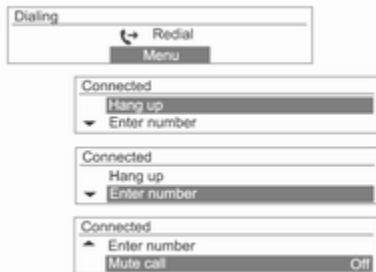 Dialing
Redial
Menu
Connected
Hang up
Enter number
Connected
Hang up
Enter number
Connected
Enter number
Mute call Off